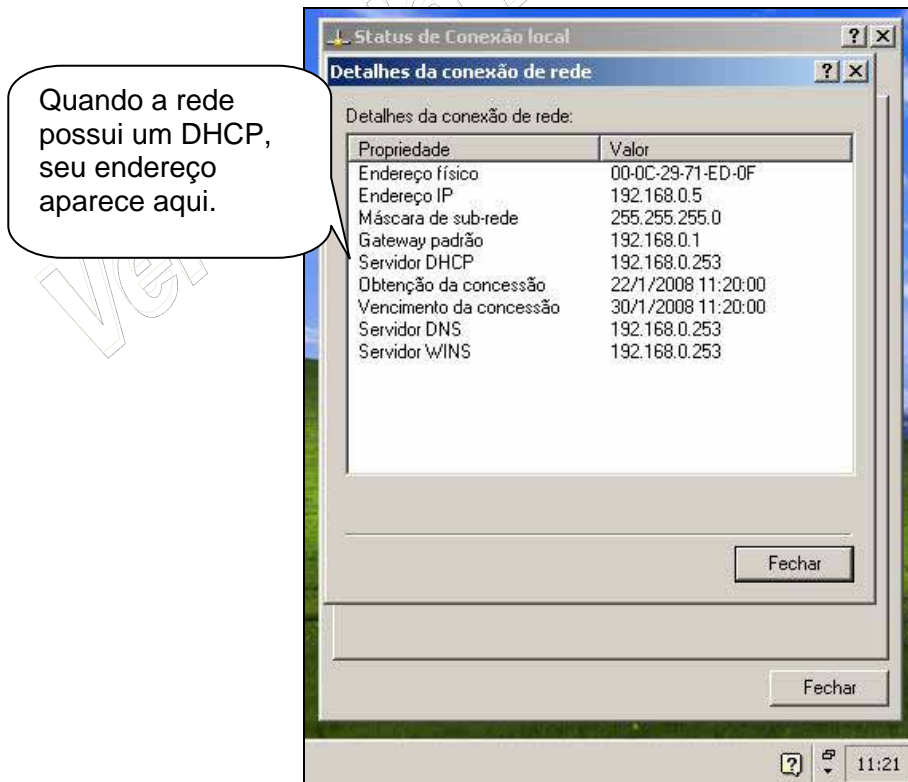 Status de Conexão local
Detalhes da conexão de rede
Quando a rede
possui um DHCP,
seu endereço
aparece aqui.
Detalhes da conexão de rede:
Propriedade Valor
Endereço físico 00-0C-29-71-ED-0F
Endereço IP 192.168.0.5
Máscara de sub-rede 255.255.255.0
Gateway padrão 192.168.0.1
Servidor DHCP 192.168.0.253
Obtenção da concessão 22/1/2008 11:20:00
Vencimento da concessão 30/1/2008 11:20:00
Servidor DNS 192.168.0.253
Servidor WINS 192.168.0.253
Fechar
Fechar
11:21